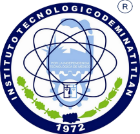 ®
INSTITUTO TECNOLOGICO DE MINATITLAN
1972